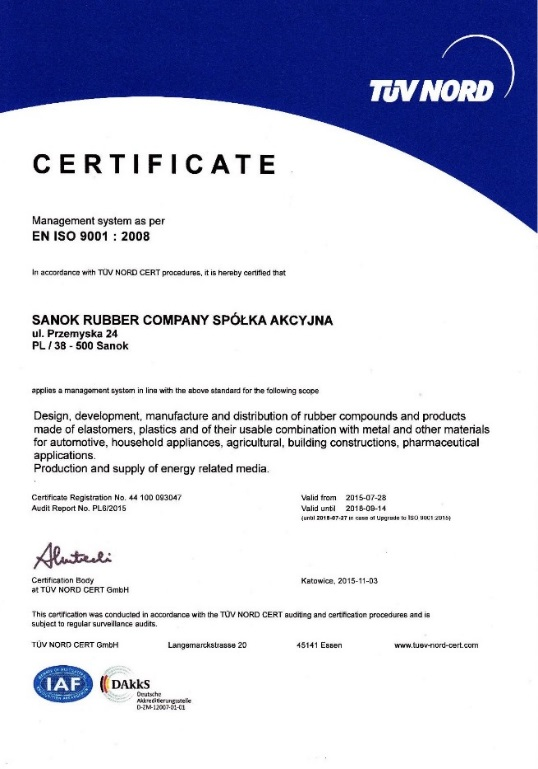 TÜV NORD
CERTIFICATE
Management system as per
EN ISO 9001 : 2008
In accordance with TÜV NORD CERT procedures, it is hereby certified that
SANOK RUBBER COMPANY SPÓŁKA AKCYJNA
ul. Przemyska 24
PL / 38 - 500 Sanok
applies a management system in line with the above standard for the following scope
Design, development, manufacture and distribution of rubber compounds and products
made of elastomers, plastics and of their usable combination with metal and other materials
for automotive, household appliances, agricultural, building constructions, pharmaceutical
applications.
Production and supply of energy related media.
Certificate Registration No. 44 100 093047
Audit Report No. PL6/2015
Valid from 2015-07-28
Valid until 2018-09-14
(until 2018-07-27 in case of Upgrade to ISO 9001:2015)
Certification Body
at TÜV NORD CERT GmbH
Katowice, 2015-11-03
This certification was conducted in accordance with the TÜV NORD CERT auditing and certification procedures and is
subject to regular surveillance audits.
TÜV NORD CERT GmbH Langemarckstrasse 20 45141 Essen www.tuev-nord-cert.com
IAF
DAkkS
Deutsche
Akkreditierungsstelle
D-ZM-12007-01-01